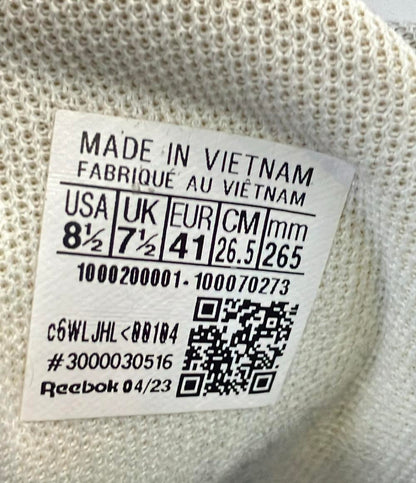 MADE IN VIETNAM
FABRIQUÉ AU VIÊTNAM
USA UK EUR CM mm
8½ 7½ 41 26.5 265
1000200001-100070273
c6WLJHL<00104
#3000030516
Reebok 04/23